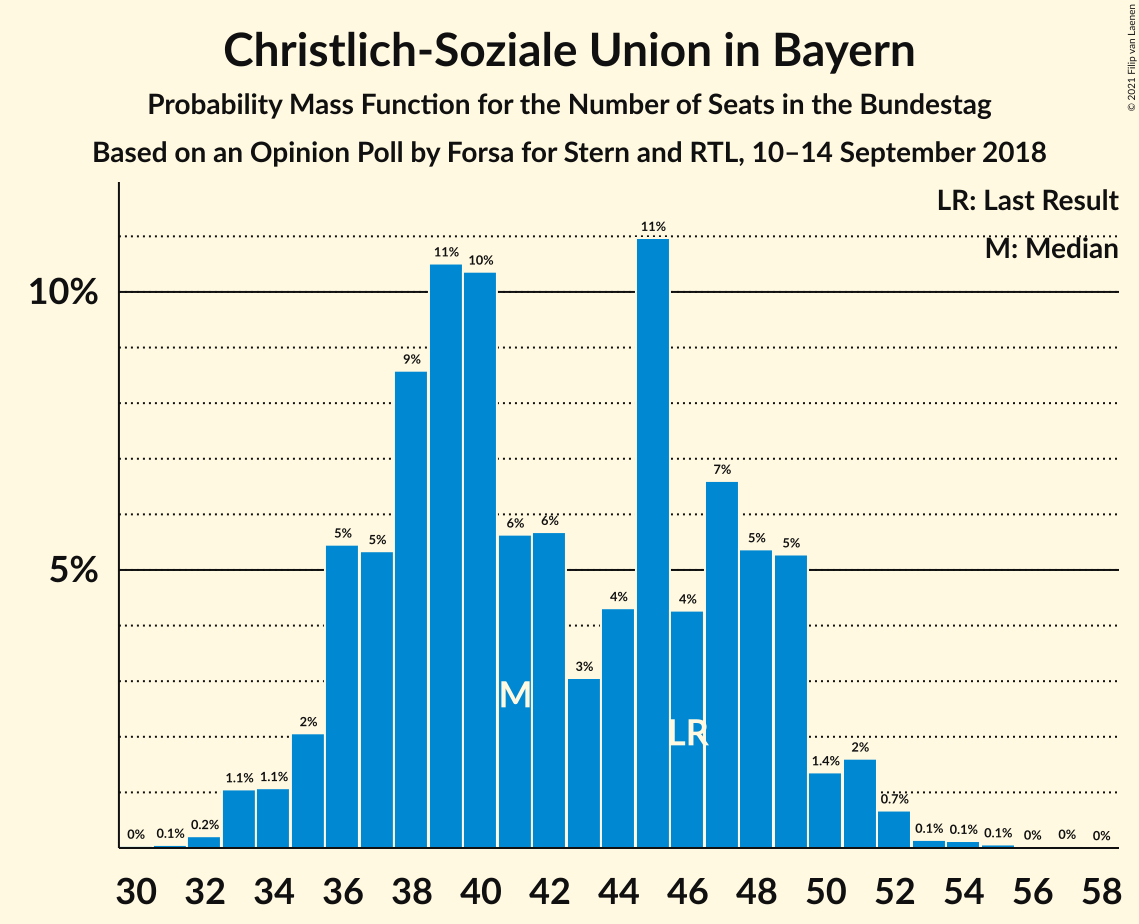 Christlich-Soziale Union in Bayern
Probability Mass Function for the Number of Seats in the Bundestag
Based on an Opinion Poll by Forsa for Stern and RTL, 10–14 September 2018
© 2021 Filip van Laenen
LR: Last Result
M: Median
10%
5%
0% 0.1% 0.2% 1.1% 1.1% 2% 5% 5% 9% 11% 10% 6% 6% 3% 4% 11% 4% 7% 5% 5% 1.4% 2% 0.7% 0.1% 0.1% 0.1% 0% 0% 0%
M
LR
30 32 34 36 38 40 42 44 46 48 50 52 54 56 58